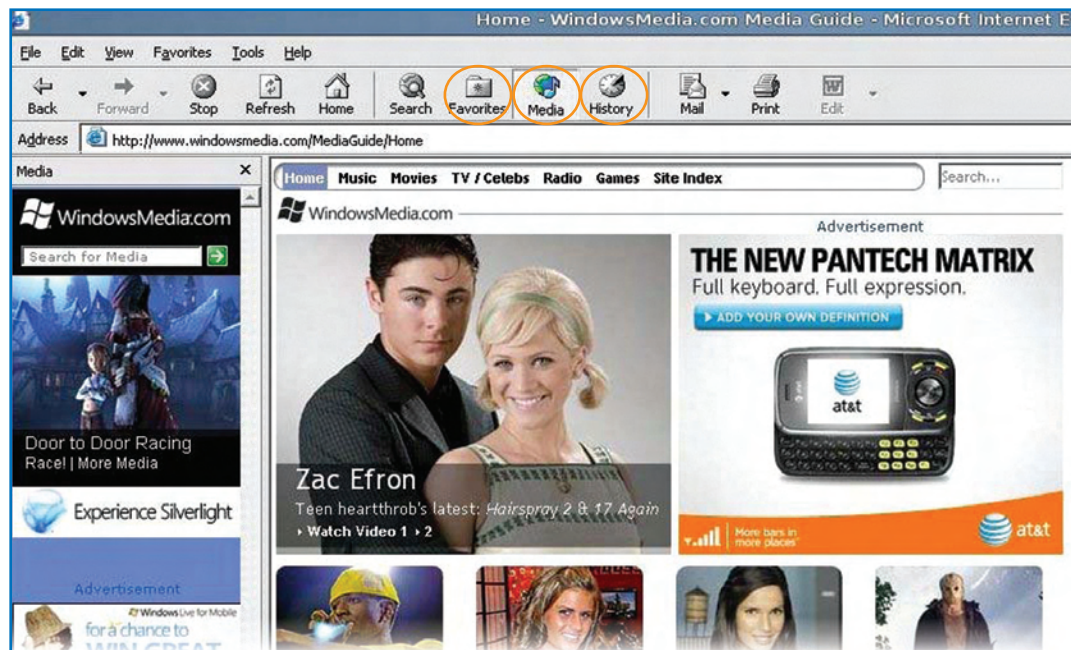 Home - WindowsMedia.com Media Guide - Microsoft Internet E
File Edit View Favorites Tools Help
Back Forward Stop Refresh Home Search Favorites Media History Mail Print Edit
Address http://www.windowsmedia.com/MediaGuide/Home
Media x
Home Music Movies TV / Celebs Radio Games Site Index Search...
WindowsMedia.com
Search for Media
Door to Door Racing
Race! | More Media
Experience Silverlight
Advertisement
Windows Live for Mobile
for a chance to
WIN GREAT
WindowsMedia.com
Zac Efron
Teen heartthrob's latest: Hairspray 2 & 17 Again
Watch Video 1 2
Advertisement
THE NEW PANTECH MATRIX
Full keyboard. Full expression.
ADD YOUR OWN DEFINITION
at&t
More bars in
more places
at&t